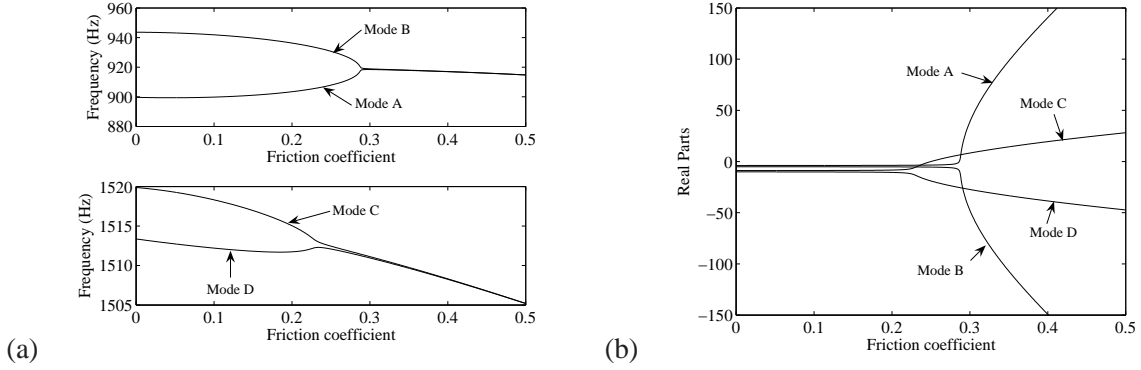 960
940
920
900
880
Frequency (Hz)
Mode B
Mode A
0 0.1 0.2 0.3 0.4 0.5
Friction coefficient
1520
1515
1510
1505
Frequency (Hz)
Mode C
Mode D
0 0.1 0.2 0.3 0.4 0.5
Friction coefficient
(a)
150
100
50
0
−50
−100
−150
Real Parts
Mode A
Mode C
Mode D
Mode B
0 0.1 0.2 0.3 0.4 0.5
Friction coefficient
(b)